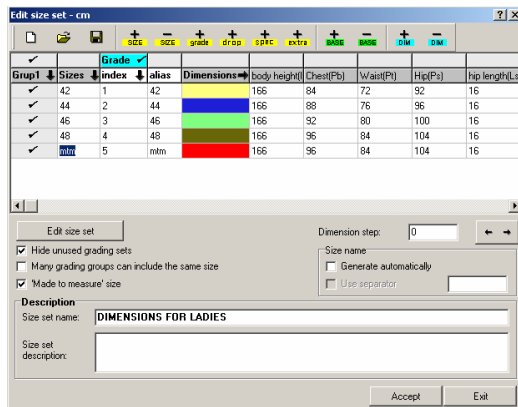 Edit size set - cm
SIZE SIZE grade drop spec extra BASE BASE DIM DIM
Grade
Grup1 Sizes index alias Dimensions body height(l Chest(Pb) Waist(Pt) Hip(Ps) hip length(Ls
42 1 42 166 84 72 92 16
44 2 44 166 88 76 96 16
46 3 46 166 92 80 100 16
48 4 48 166 96 84 104 16
mtm 5 mtm 166 96 84 104 16
Edit size set Dimension step: 0
Hide unused grading sets Size name
Many grading groups can include the same size Generate automatically
'Made to measure' size Use separator
Description
Size set name: DIMENSIONS FOR LADIES
Size set
description:
Accept Exit